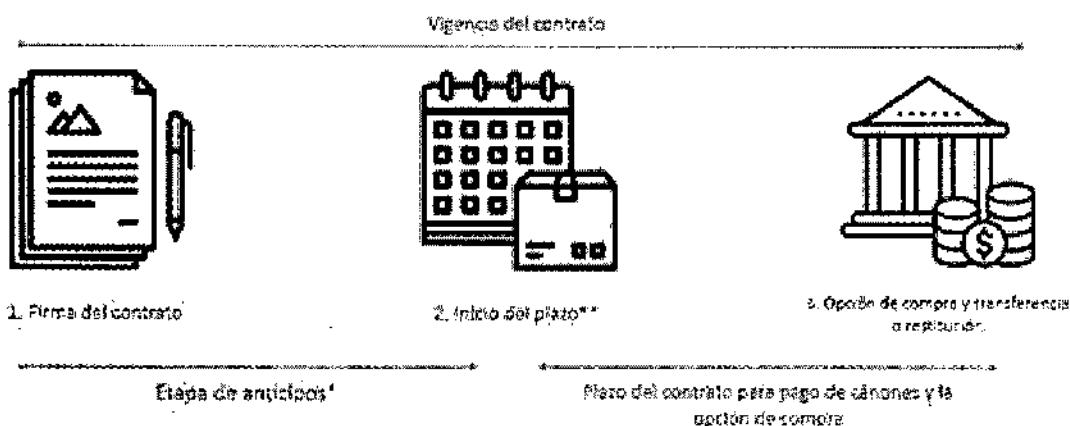 Vigencia del contrato
1. Firma del contrato
2. Inicio del plazo**
3. Opción de compra y transferencia
o restitución.
Etapa de anticipos*
Plazo del contrato para pago de cánones y la
opción de compra